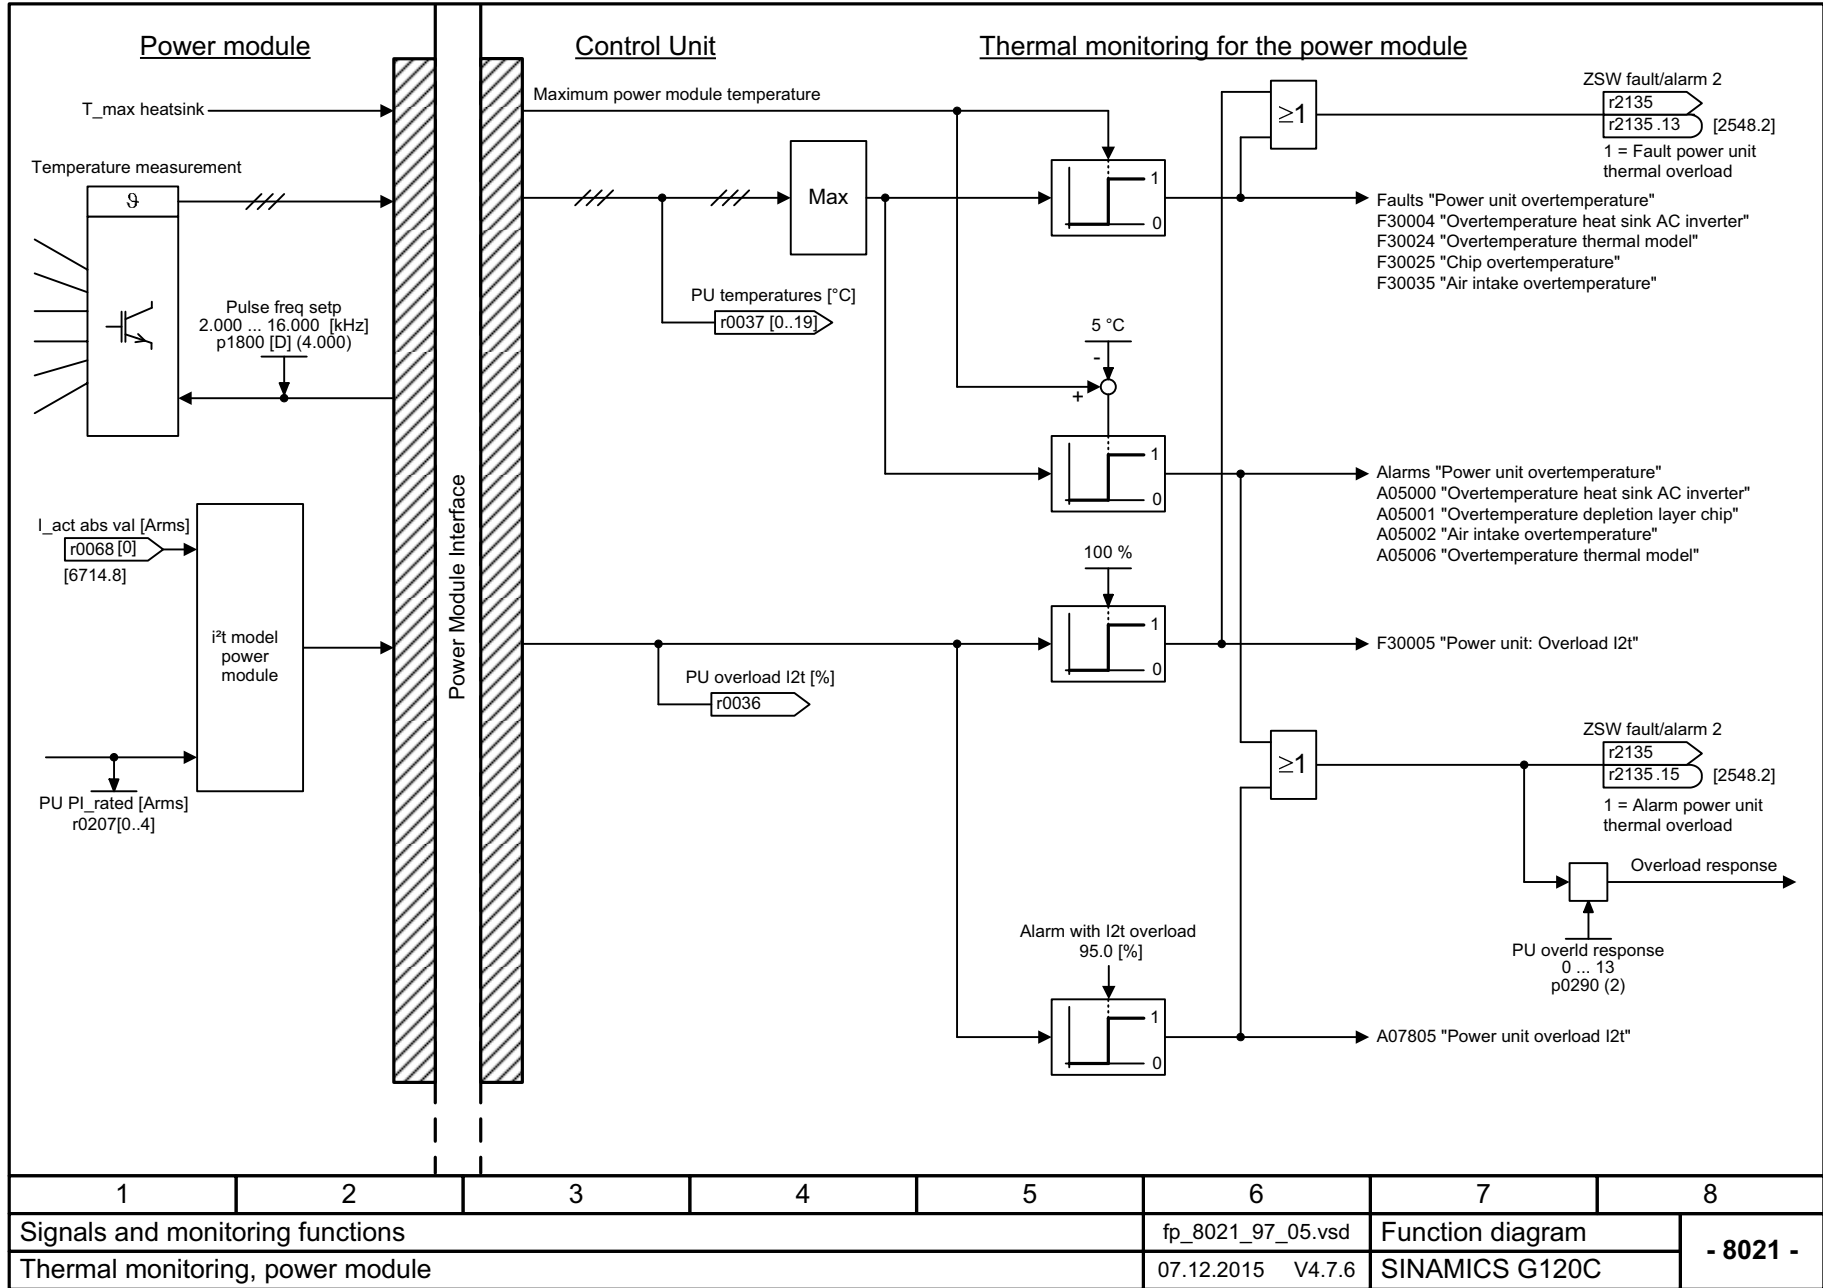 Power module
Control Unit
Thermal monitoring for the power module
T_max heatsink
Temperature measurement
ϑ
Pulse freq setp
2.000 ... 16.000 [kHz]
p1800 [D] (4.000)
I_act abs val [Arms]
r0068 [0]
[6714.8]
i²t model
power
module
PU PI_rated [Arms]
r0207[0..4]
Power Module Interface
Maximum power module temperature
Max
PU temperatures [°C]
r0037 [0..19]
PU overload I2t [%]
r0036
1
0
5 °C
-
+
1
0
100 %
1
0
Alarm with I2t overload
95.0 [%]
1
0
≥1
ZSW fault/alarm 2
r2135
r2135 .13
[2548.2]
1 = Fault power unit
thermal overload
Faults "Power unit overtemperature"
F30004 "Overtemperature heat sink AC inverter"
F30024 "Overtemperature thermal model"
F30025 "Chip overtemperature"
F30035 "Air intake overtemperature"
Alarms "Power unit overtemperature"
A05000 "Overtemperature heat sink AC inverter"
A05001 "Overtemperature depletion layer chip"
A05002 "Air intake overtemperature"
A05006 "Overtemperature thermal model"
F30005 "Power unit: Overload I2t"
≥1
ZSW fault/alarm 2
r2135
r2135 .15
[2548.2]
1 = Alarm power unit
thermal overload
Overload response
PU overld response
0 ... 13
p0290 (2)
A07805 "Power unit overload I2t"
1 2 3 4 5 6 7 8
Signals and monitoring functions
fp_8021_97_05.vsd
Function diagram
- 8021 -
Thermal monitoring, power module
07.12.2015 V4.7.6
SINAMICS G120C